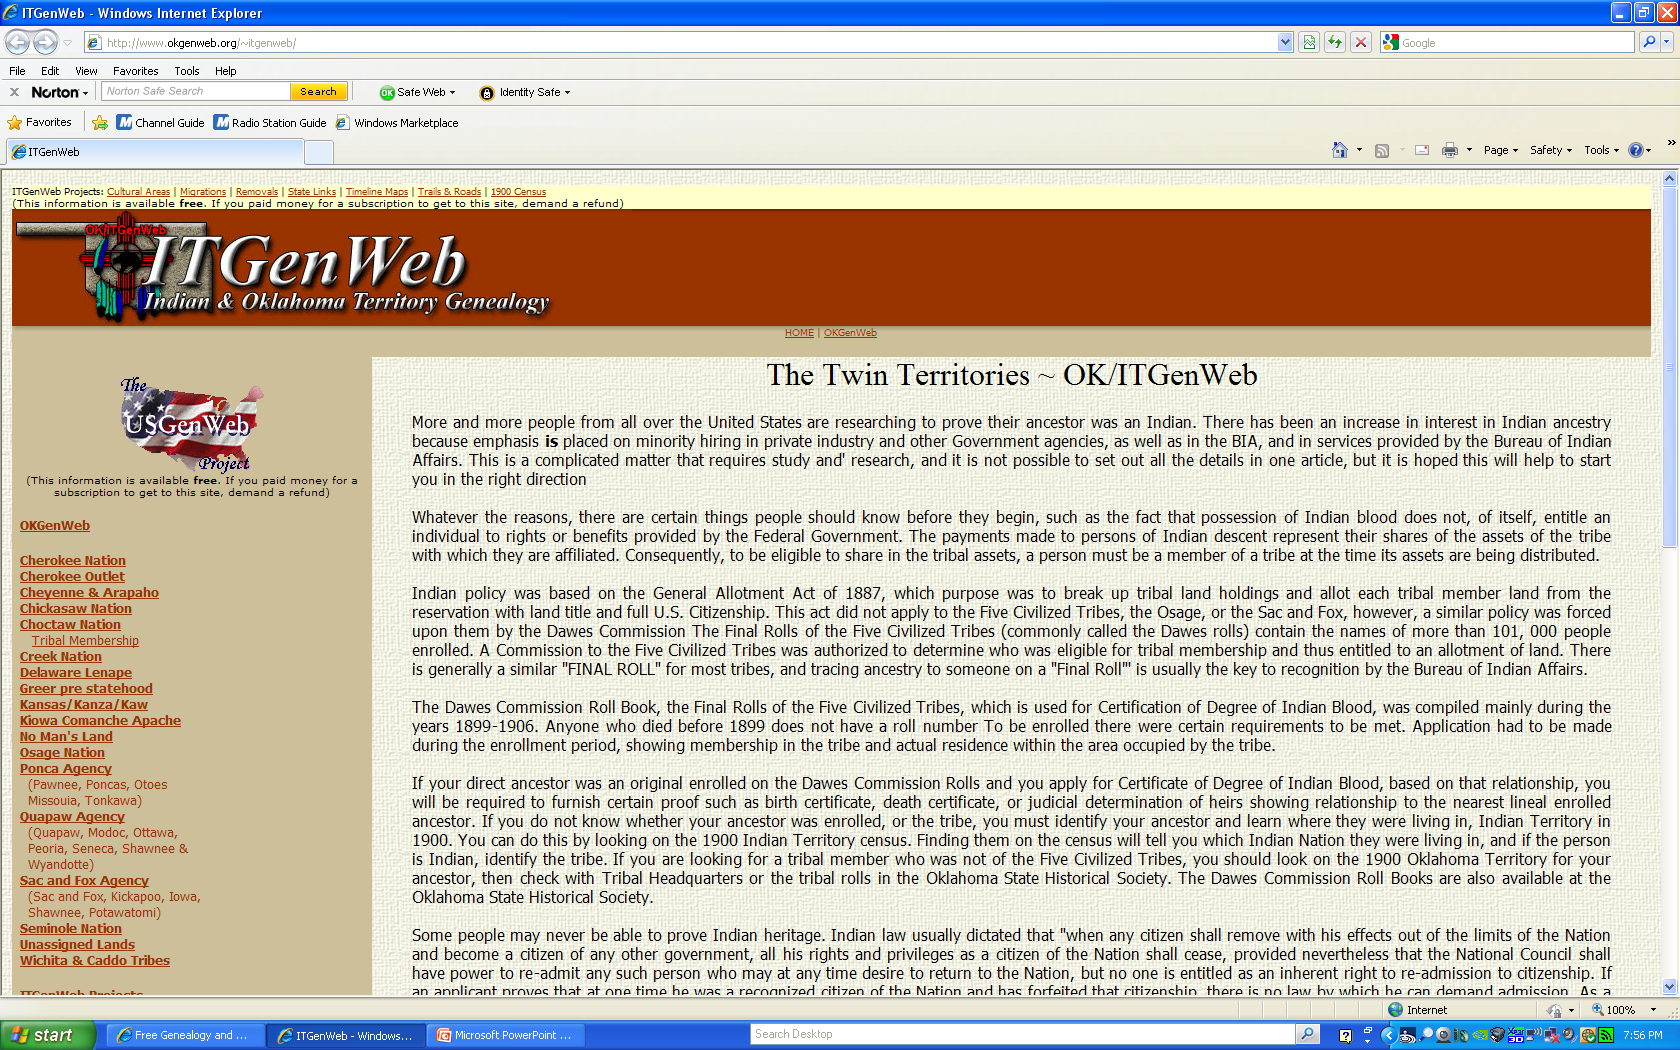 ITGenWeb - Windows Internet Explorer
http://www.okgenweb.org/~itgenweb/
Google
File Edit View Favorites Tools Help
x Norton Norton Safe Search Search OK Safe Web Identity Safe
Favorites Channel Guide Radio Station Guide Windows Marketplace
ITGenWeb
Page Safety Tools »
ITGenWeb Projects: Cultural Areas | Migrations | Removals | State Links | Timeline Maps | Trails & Roads | 1900 Census
(This information is available free. If you paid money for a subscription to get to this site, demand a refund)
OK/ITGenWeb
ITGenWeb
Indian & Oklahoma Territory Genealogy
HOME | OKGenWeb
The
USGenWeb
Project
(This information is available free. If you paid money for a
subscription to get to this site, demand a refund)
OKGenWeb
Cherokee Nation
Cherokee Outlet
Cheyenne & Arapaho
Chickasaw Nation
Choctaw Nation
Tribal Membership
Creek Nation
Delaware Lenape
Greer pre statehood
Kansas/Kanza/Kaw
Kiowa Comanche Apache
No Man's Land
Osage Nation
Ponca Agency
(Pawnee, Poncas, Otoes
Missouia, Tonkawa)
Quapaw Agency
(Quapaw, Modoc, Ottawa,
Peoria, Seneca, Shawnee &
Wyandotte)
Sac and Fox Agency
(Sac and Fox, Kickapoo, Iowa,
Shawnee, Potawatomi)
Seminole Nation
Unassigned Lands
Wichita & Caddo Tribes
ITGenWeb Projects
The Twin Territories ~ OK/ITGenWeb
More and more people from all over the United States are researching to prove their ancestor was an Indian. There has been an increase in interest in Indian ancestry
because emphasis is placed on minority hiring in private industry and other Government agencies, as well as in the BIA, and in services provided by the Bureau of Indian
Affairs. This is a complicated matter that requires study and' research, and it is not possible to set out all the details in one article, but it is hoped this will help to start
you in the right direction
Whatever the reasons, there are certain things people should know before they begin, such as the fact that possession of Indian blood does not, of itself, entitle an
individual to rights or benefits provided by the Federal Government. The payments made to persons of Indian descent represent their shares of the assets of the tribe
with which they are affiliated. Consequently, to be eligible to share in the tribal assets, a person must be a member of a tribe at the time its assets are being distributed.
Indian policy was based on the General Allotment Act of 1887, which purpose was to break up tribal land holdings and allot each tribal member land from the
reservation with land title and full U.S. Citizenship. This act did not apply to the Five Civilized Tribes, the Osage, or the Sac and Fox, however, a similar policy was forced
upon them by the Dawes Commission The Final Rolls of the Five Civilized Tribes (commonly called the Dawes rolls) contain the names of more than 101, 000 people
enrolled. A Commission to the Five Civilized Tribes was authorized to determine who was eligible for tribal membership and thus entitled to an allotment of land. There
is generally a similar "FINAL ROLL" for most tribes, and tracing ancestry to someone on a "Final Roll'" is usually the key to recognition by the Bureau of Indian Affairs.
The Dawes Commission Roll Book, the Final Rolls of the Five Civilized Tribes, which is used for Certification of Degree of Indian Blood, was compiled mainly during the
years 1899-1906. Anyone who died before 1899 does not have a roll number To be enrolled there were certain requirements to be met. Application had to be made
during the enrollment period, showing membership in the tribe and actual residence within the area occupied by the tribe.
If your direct ancestor was an original enrolled on the Dawes Commission Rolls and you apply for Certificate of Degree of Indian Blood, based on that relationship, you
will be required to furnish certain proof such as birth certificate, death certificate, or judicial determination of heirs showing relationship to the nearest lineal enrolled
ancestor. If you do not know whether your ancestor was enrolled, or the tribe, you must identify your ancestor and learn where they were living in, Indian Territory in
1900. You can do this by looking on the 1900 Indian Territory census. Finding them on the census will tell you which Indian Nation they were living in, and if the person
is Indian, identify the tribe. If you are looking for a tribal member who was not of the Five Civilized Tribes, you should look on the 1900 Oklahoma Territory for your
ancestor, then check with Tribal Headquarters or the tribal rolls in the Oklahoma State Historical Society. The Dawes Commission Roll Books are also available at the
Oklahoma State Historical Society.
Some people may never be able to prove Indian heritage. Indian law usually dictated that "when any citizen shall remove with his effects out of the limits of the Nation
and become a citizen of any other government, all his rights and privileges as a citizen of the Nation shall cease, provided nevertheless that the National Council shall
have power to re-admit any such person who may at any time desire to return to the Nation, but no one is entitled as an inherent right to re-admission to citizenship. If
an applicant proves that at one time he was a recognized citizen of the Nation and has forfeited that citizenship, there is no law by which he can demand admission. As a
Internet 100%
start Free Genealogy and ... ITGenWeb - Windows... Microsoft PowerPoint ... Search Desktop 7:56 PM